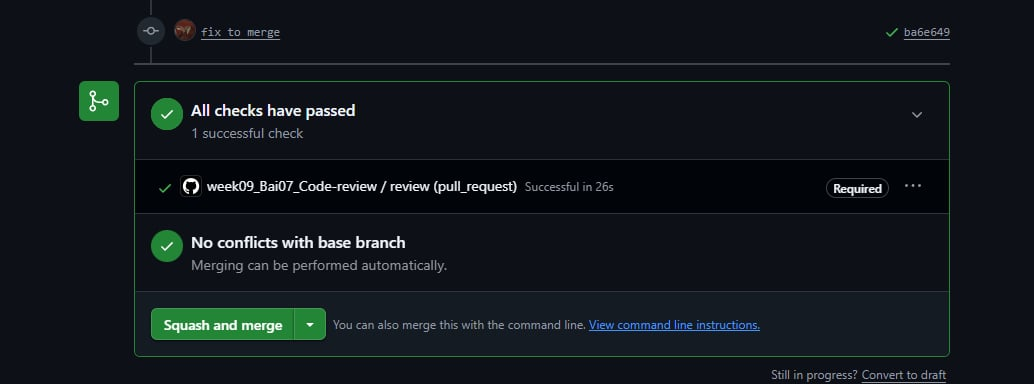 fix to merge ba6e649
All checks have passed
1 successful check
week09_Bai07_Code-review / review (pull_request) Successful in 26s Required
No conflicts with base branch
Merging can be performed automatically.
Squash and merge You can also merge this with the command line. View command line instructions.
Still in progress? Convert to draft